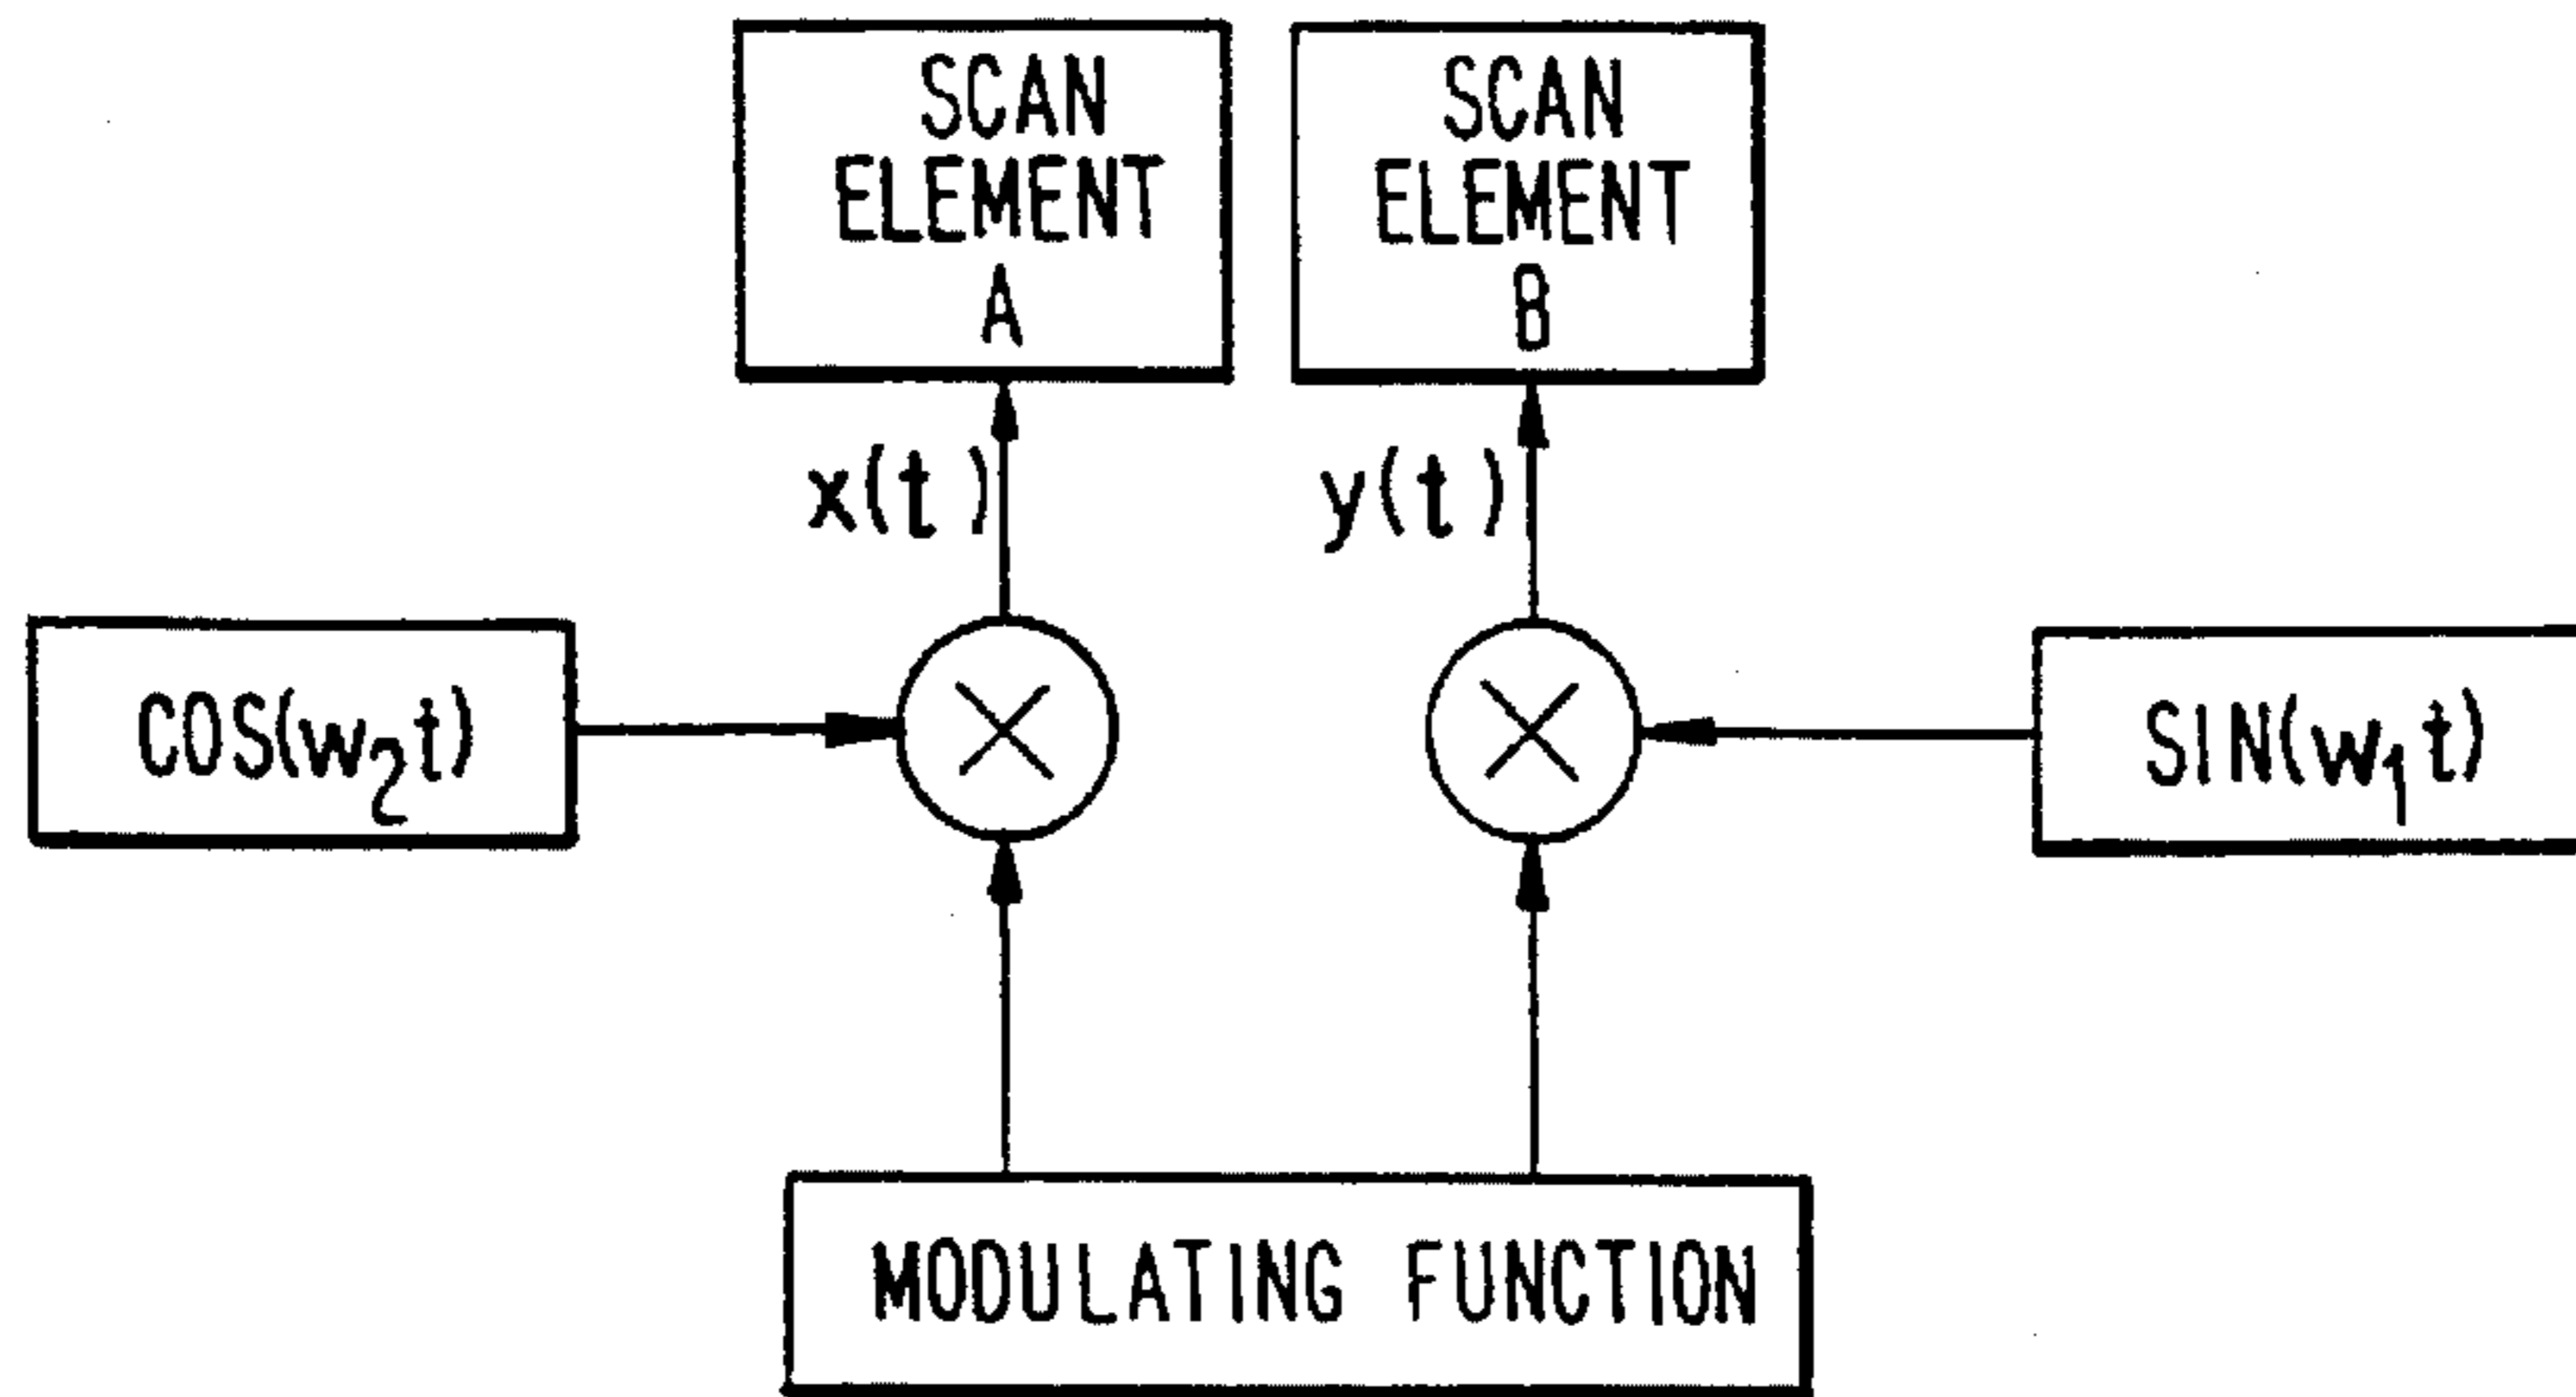 SCAN
ELEMENT
A
SCAN
ELEMENT
B
x(t)
y(t)
COS(w₂t)
SIN(w₁t)
MODULATING FUNCTION